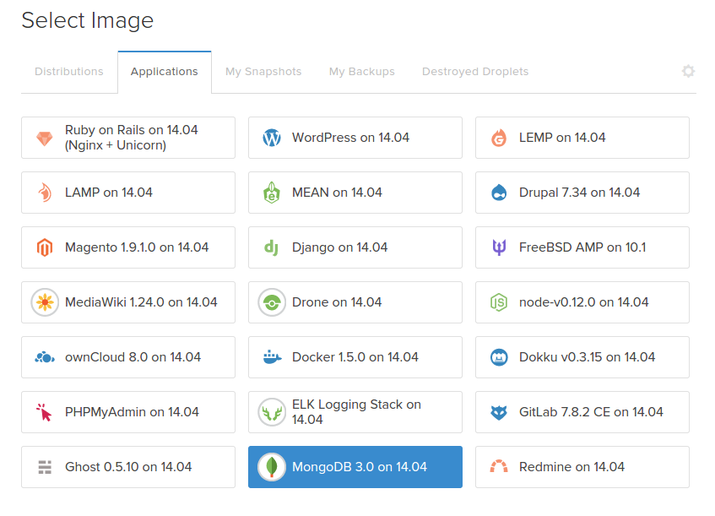 Select Image
Distributions
Applications
My Snapshots
My Backups
Destroyed Droplets
Ruby on Rails on 14.04
(Nginx + Unicorn)
WordPress on 14.04
LEMP on 14.04
LAMP on 14.04
MEAN on 14.04
Drupal 7.34 on 14.04
Magento 1.9.1.0 on 14.04
Django on 14.04
FreeBSD AMP on 10.1
MediaWiki 1.24.0 on 14.04
Drone on 14.04
node-v0.12.0 on 14.04
ownCloud 8.0 on 14.04
Docker 1.5.0 on 14.04
Dokku v0.3.15 on 14.04
PHPMyAdmin on 14.04
ELK Logging Stack on
14.04
GitLab 7.8.2 CE on 14.04
Ghost 0.5.10 on 14.04
MongoDB 3.0 on 14.04
Redmine on 14.04